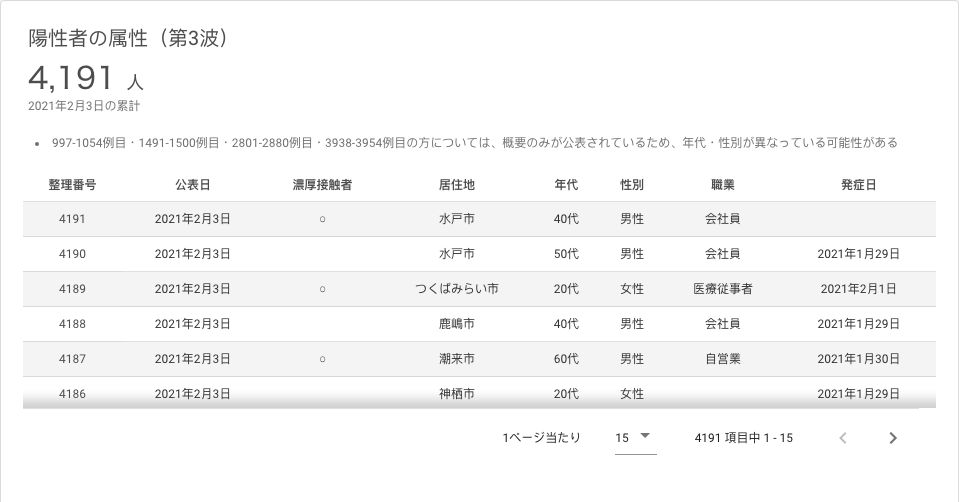 陽性者の属性（第3波）
4,191 人
2021年2月3日の累計
• 997-1054例目・1491-1500例目・2801-2880例目・3938-3954例目の方については、概要のみが公表されているため、年代・性別が異なっている可能性がある
整理番号 公表日 濃厚接触者 居住地 年代 性別 職業 発症日
4191 2021年2月3日 ○ 水戸市 40代 男性 会社員
4190 2021年2月3日 水戸市 50代 男性 会社員 2021年1月29日
4189 2021年2月3日 ○ つくばみらい市 20代 女性 医療従事者 2021年2月1日
4188 2021年2月3日 鹿嶋市 40代 男性 会社員 2021年1月29日
4187 2021年2月3日 ○ 潮来市 60代 男性 自営業 2021年1月30日
4186 2021年2月3日 神栖市 20代 女性 2021年1月29日
1ページ当たり 15 4191 項目中 1 - 15